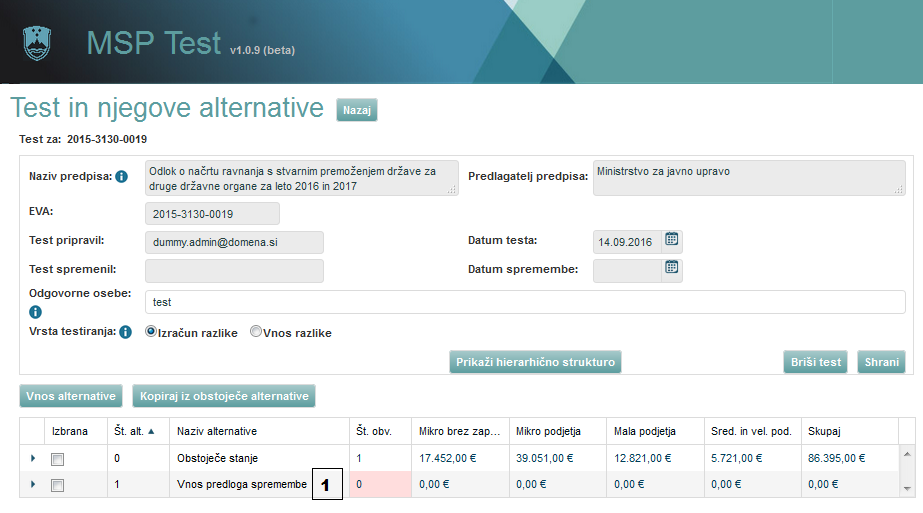 MSP Test v1.0.9 (beta)
Test in njegove alternative Nazaj
Test za: 2015-3130-0019
Naziv predpisa: Odlok o načrtu ravnanja s stvarnim premoženjem države za
druge državne organe za leto 2016 in 2017
Predlagatelj predpisa: Ministrstvo za javno upravo
EVA: 2015-3130-0019
Test pripravil: dummy.admin@domena.si Datum testa: 14.09.2016
Test spremenil: Datum spremembe:
Odgovorne osebe: test
Vrsta testiranja: Izračun razlike Vnos razlike
Prikaži hierarhično strukturo Briši test Shrani
Vnos alternative Kopiraj iz obstoječe alternative
Izbrana Št. alt. Naziv alternative Št. obv. Mikro brez zap... Mikro podjetja Mala podjetja Sred. in vel. pod. Skupaj
0 Obstoječe stanje 1 17.452,00 € 39.051,00 € 12.821,00 € 5.721,00 € 86.395,00 €
1 Vnos predloga spremembe 1 0 0,00 € 0,00 € 0,00 € 0,00 € 0,00 €